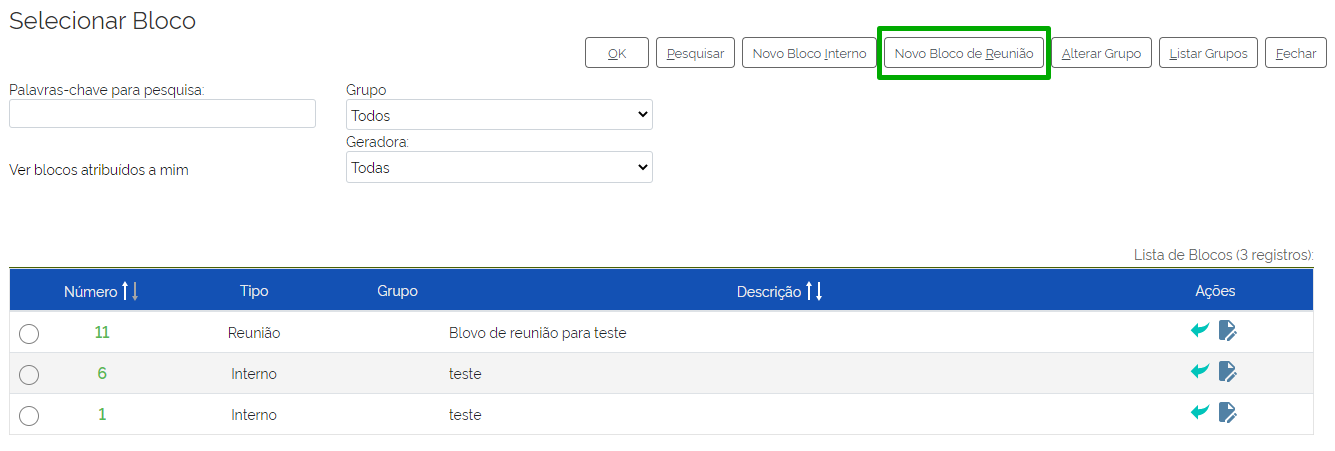 Selecionar Bloco
OK Pesquisar Novo Bloco Interno Novo Bloco de Reunião Alterar Grupo Listar Grupos Fechar
Palavras-chave para pesquisa: Grupo
Todos
Geradora:
Ver blocos atribuídos a mim Todas
Lista de Blocos (3 registros):
Número Tipo Grupo Descrição Ações
11 Reunião Blovo de reunião para teste
6 Interno teste
1 Interno teste